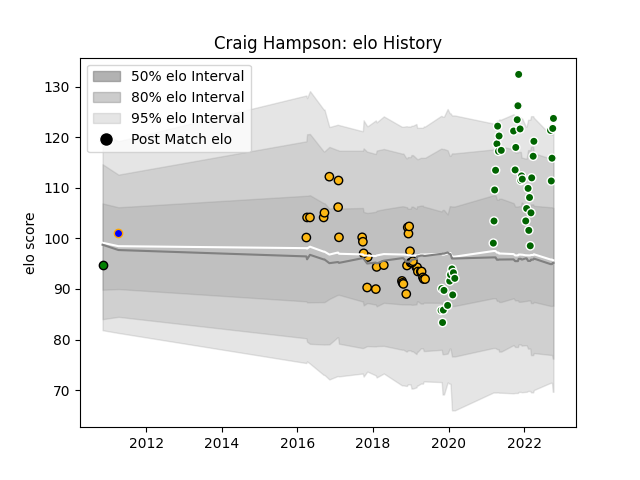 Craig Hampson: elo History
50% elo Interval
80% elo Interval
95% elo Interval
Post Match elo
elo score
130
120
110
100
90
80
70
2012
2014
2016
2018
2020
2022